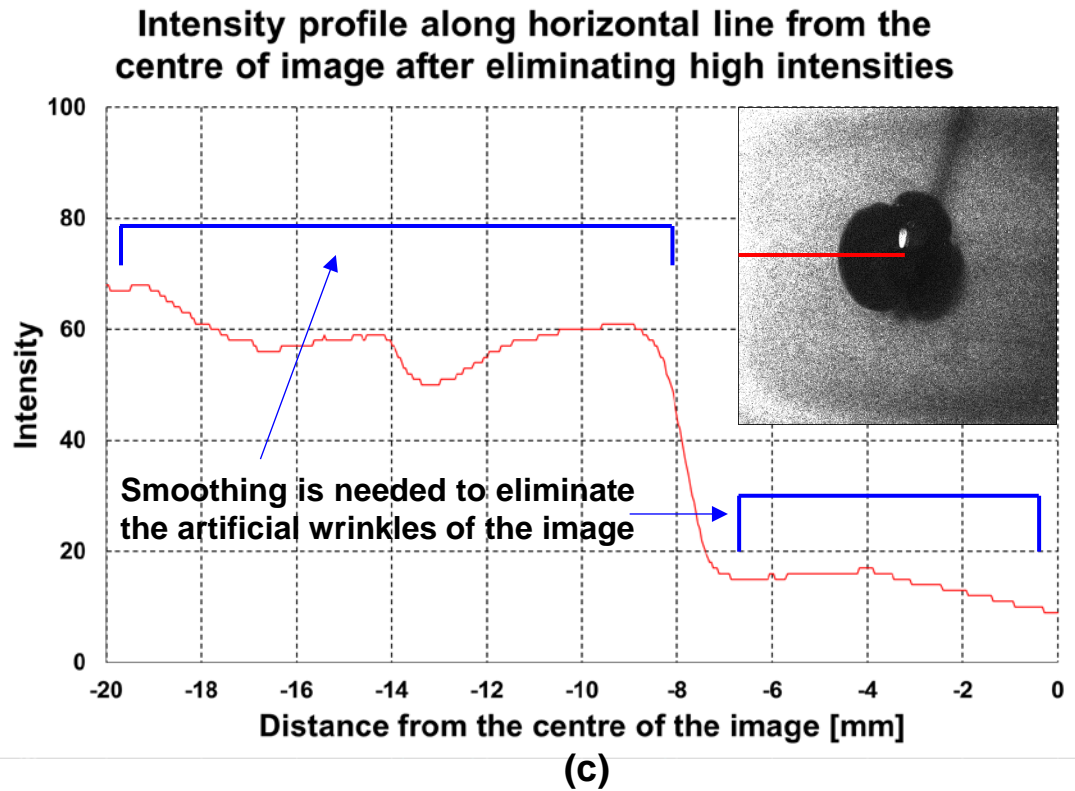 Intensity profile along horizontal line from the
centre of image after eliminating high intensities
100
80
60
40
20
0
Intensity
Smoothing is needed to eliminate
the artificial wrinkles of the image
-20 -18 -16 -14 -12 -10 -8 -6 -4 -2 0
Distance from the centre of the image [mm]
(c)